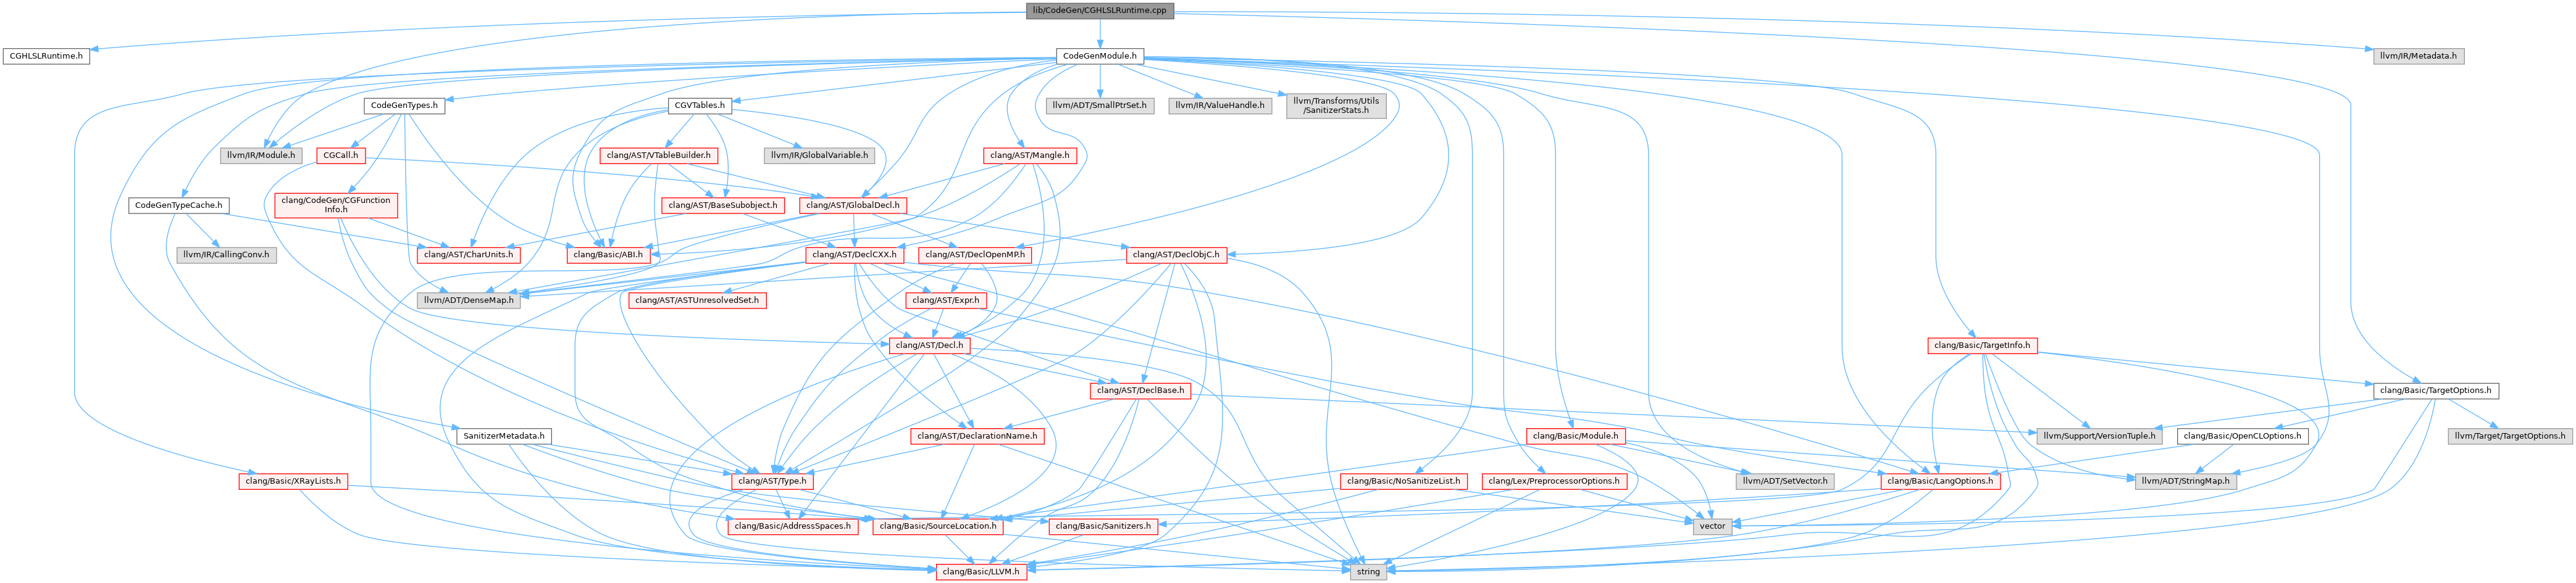 lib/CodeGen/CGHLSLRuntime.cpp
CGHLSLRuntime.h
CodeGenModule.h
llvm/IR/Metadata.h
CodeGenTypes.h
CGVTables.h
llvm/ADT/SmallPtrSet.h
llvm/IR/ValueHandle.h
llvm/Transforms/Utils
/SanitizerStats.h
llvm/IR/Module.h
CGCall.h
clang/AST/VTableBuilder.h
llvm/IR/GlobalVariable.h
clang/AST/Mangle.h
CodeGenTypeCache.h
clang/CodeGen/CGFunction
Info.h
clang/AST/BaseSubobject.h
clang/AST/GlobalDecl.h
llvm/IR/CallingConv.h
clang/AST/CharUnits.h
clang/Basic/ABI.h
clang/AST/DeclCXX.h
clang/AST/DeclOpenMP.h
clang/AST/DeclObjC.h
llvm/ADT/DenseMap.h
clang/AST/ASTUnresolvedSet.h
clang/AST/Expr.h
clang/AST/Decl.h
clang/Basic/TargetInfo.h
clang/AST/DeclBase.h
clang/Basic/TargetOptions.h
SanitizerMetadata.h
clang/AST/DeclarationName.h
clang/Basic/Module.h
llvm/Support/VersionTuple.h
clang/Basic/OpenCLOptions.h
llvm/Target/TargetOptions.h
clang/Basic/XRayLists.h
clang/AST/Type.h
clang/Basic/NoSanitizeList.h
clang/Lex/PreprocessorOptions.h
llvm/ADT/SetVector.h
clang/Basic/LangOptions.h
llvm/ADT/StringMap.h
clang/Basic/AddressSpaces.h
clang/Basic/SourceLocation.h
clang/Basic/Sanitizers.h
vector
clang/Basic/LLVM.h
string